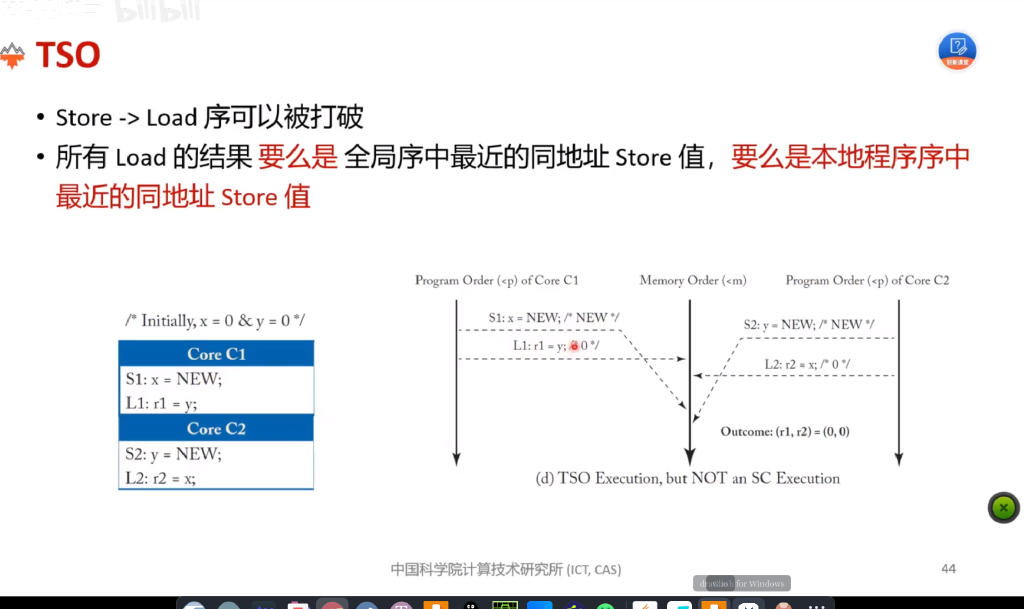 bilibili
TSO
• Store -> Load 序可以被打破
• 所有 Load 的结果 要么是 全局序中最近的同地址 Store 值，要么是本地程序序中
最近的同地址 Store 值
/* Initially, x = 0 & y = 0 */
Core C1
S1: x = NEW;
L1: r1 = y;
Core C2
S2: y = NEW;
L2: r2 = x;
Program Order (<p) of Core C1
Memory Order (<m)
Program Order (<p) of Core C2
S1: x = NEW; /* NEW */
L1: r1 = y; 0 */
S2: y = NEW; /* NEW */
L2: r2 = x; /* 0 */
Outcome: (r1, r2) = (0, 0)
(d) TSO Execution, but NOT an SC Execution
中国科学院计算技术研究所 (ICT, CAS)
44
for Windows